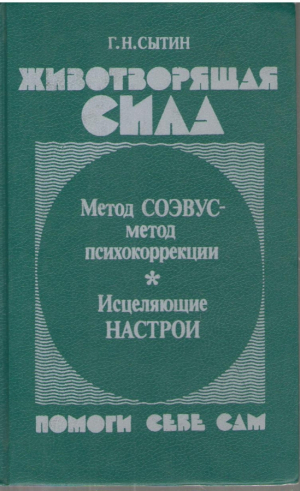 Г. Н. СЫТИН
ЖИВОТВОРЯЩАЯ
СИЛА
Метод СОЭВУС-
метод
психокоррекции
*
Исцеляющие
НАСТРОИ
ПОМОГИ СЕБЕ САМ